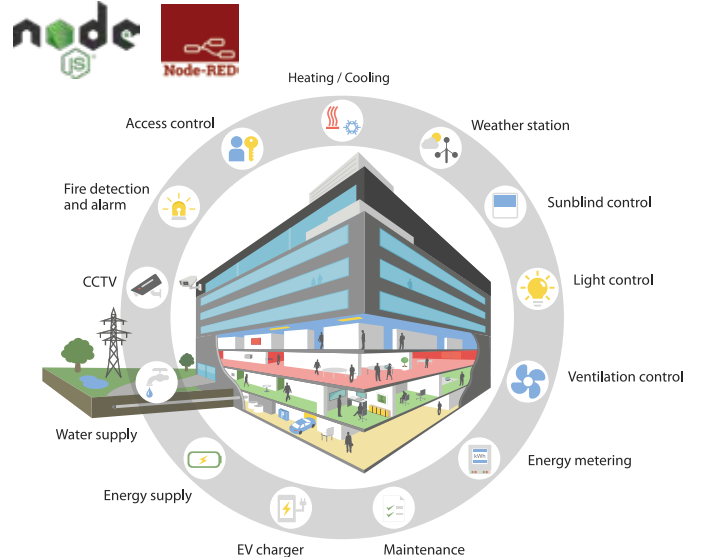 node
JS
Node-RED
Heating / Cooling
Access control
Weather station
Fire detection
and alarm
Sunblind control
CCTV
Light control
Ventilation control
Water supply
kWh
Energy metering
Energy supply
EV charger
Maintenance